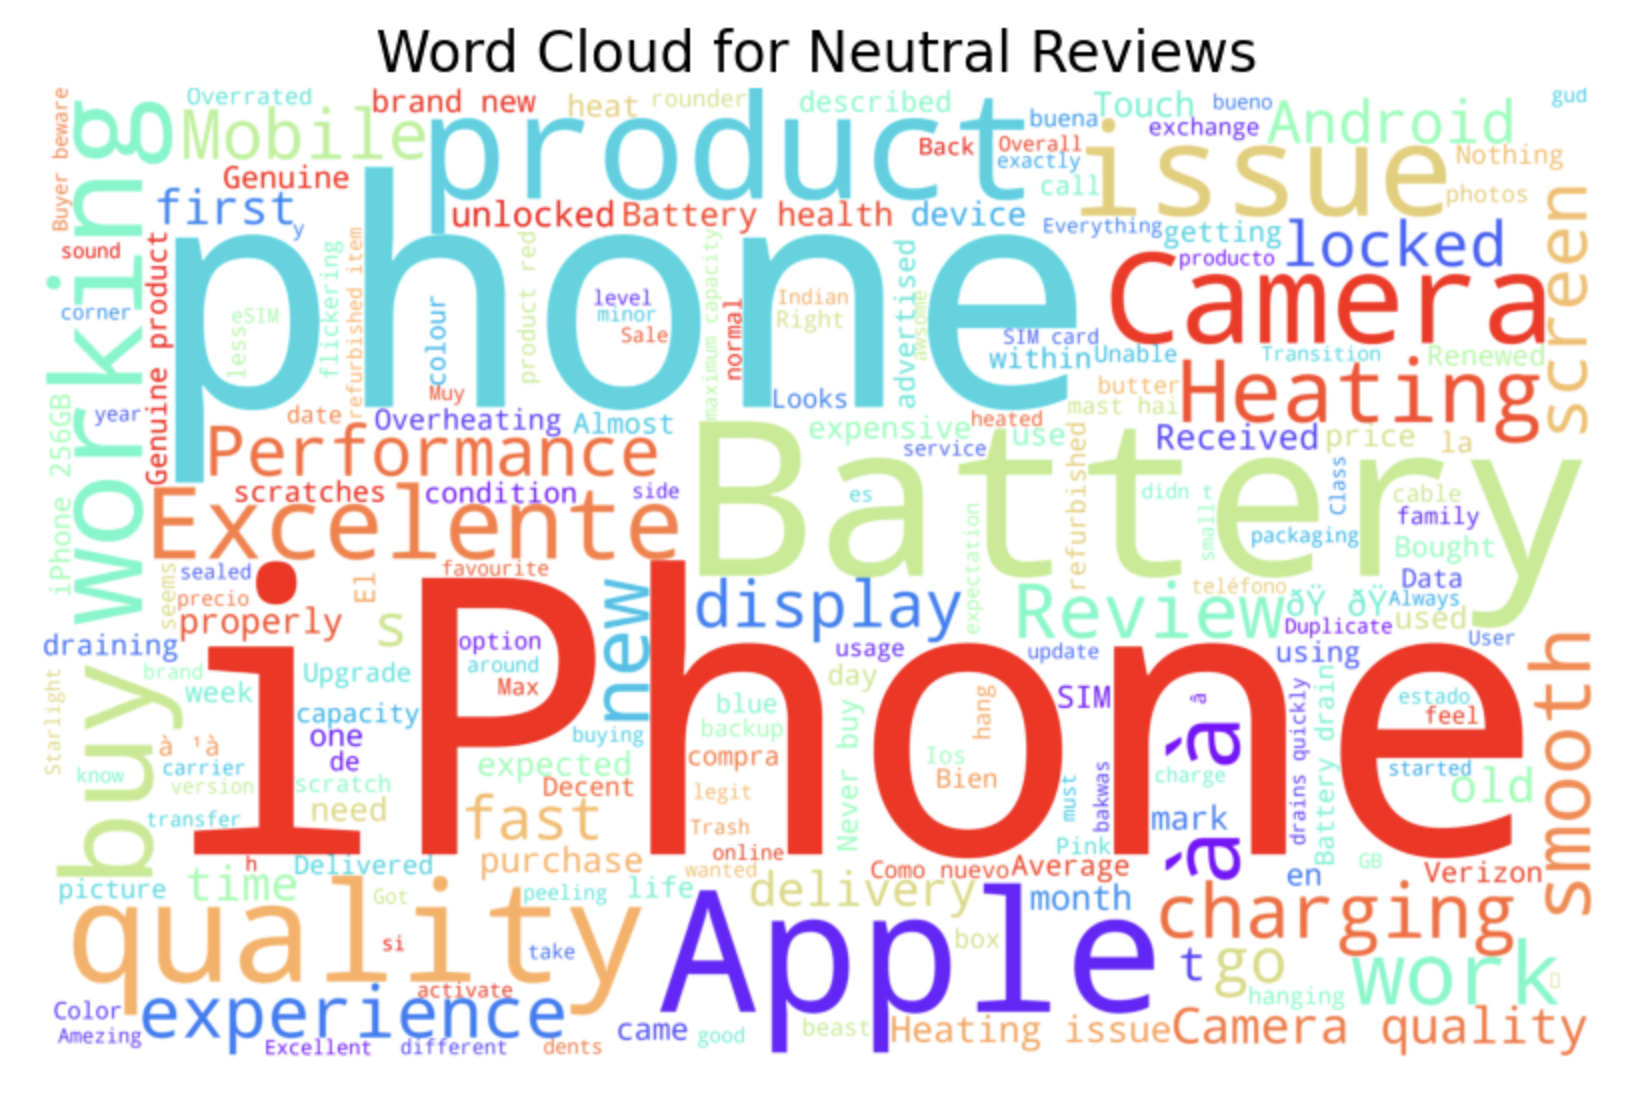 Word Cloud for Neutral Reviews
Buyer beware
working
Overrated
Mobile
brand new
heat
rounder
product
described
Touch
buena
bueno
exchange
Android
gud
Genuine
first
y
Back
Overall
exactly
call
issue
Nothing
photos
unlocked
Battery health
device
Everything
getting
locked
screen
sound
corner
Genuine product
phone
less
eSIM
flickering
refurbished item
colour
Muy
product red
level
minor
Sale
maximum capacity
normal
Indian
Right
Looks
advertised
awsome
SIM card
within
Unable
producto
Camera
Transition
Renewed
butter
mast hai
Heating
year
date
Overheating
Almost
iPhone 256GB
Performance
expensive
heated
use
service
Received
price
la
scratches
condition
side
Excelente
Battery
es
expectation
refurbished
didn t
smaller
Class
packaging
cable
family
Bought
seems
sealed
precio
properly
El
s
favourite
new
display
Review
teléfono
ðŸ ðŸ
Data
Always
used
Duplicate
User
draining
option
around
Max
usage
update
using
iPhone
buy
brand
week
Upgrade
capacity
one
de
Starlight
know
à ¹à
carrier
version
transfer
scratch
need
buying
blue
backup
compra
legit
Trash
online
wanted
day
Never buy
Ios
Bien
hang
SIM
must
bakwas
Pink
â
à à
charge
mark
drains quickly
Battery drain
estado
feel
started
old
smooth
expected
Decent
fast
purchase
h
Delivered
picture
time
Got
peeling
life
delivery
Como nuevo
Average
month
en
GB
Verizon
quality
si
take
Apple
box
charging
t
go
work
hanging
Color
Amezing
experience
activate
Excellent
different
dents
came
good
beast
Heating issue
Camera quality